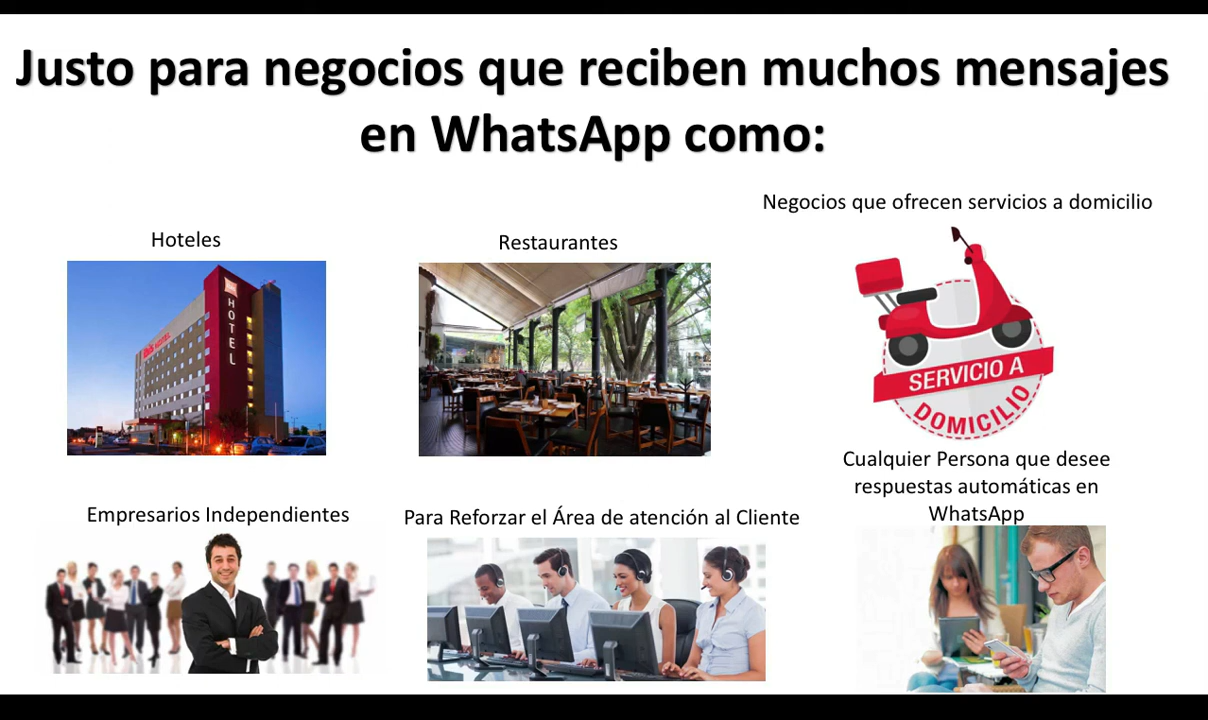 Justo para negocios que reciben muchos mensajes
en WhatsApp como:
Negocios que ofrecen servicios a domicilio
Hoteles
Restaurantes
HOTEL
SERVICIO A
DOMICILIO
Cualquier Persona que desee
respuestas automáticas en
WhatsApp
Empresarios Independientes
Para Reforzar el Área de atención al Cliente